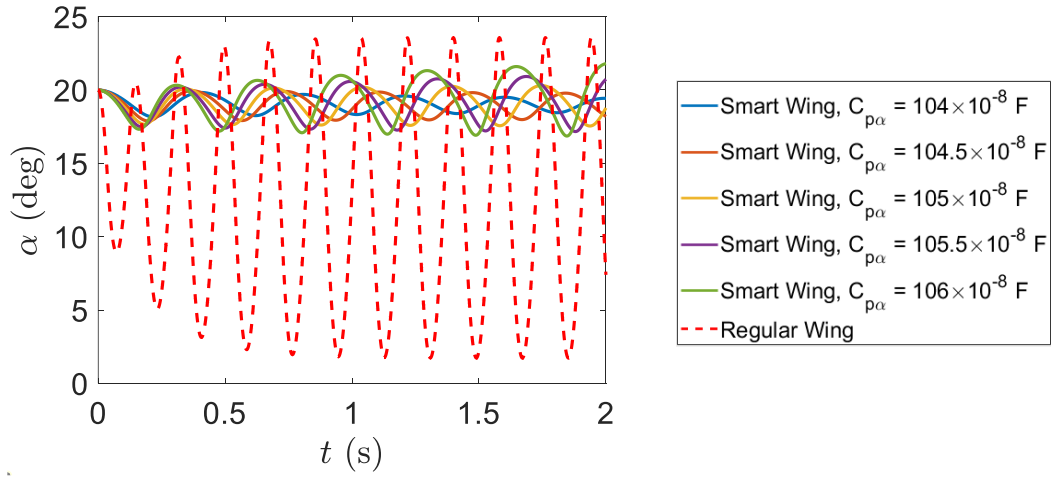 25
20
15
10
5
0
0 0.5 1 1.5 2
α (deg)
t (s)
Smart Wing, C_pα = 104×10^-8 F
Smart Wing, C_pα = 104.5×10^-8 F
Smart Wing, C_pα = 105×10^-8 F
Smart Wing, C_pα = 105.5×10^-8 F
Smart Wing, C_pα = 106×10^-8 F
Regular Wing